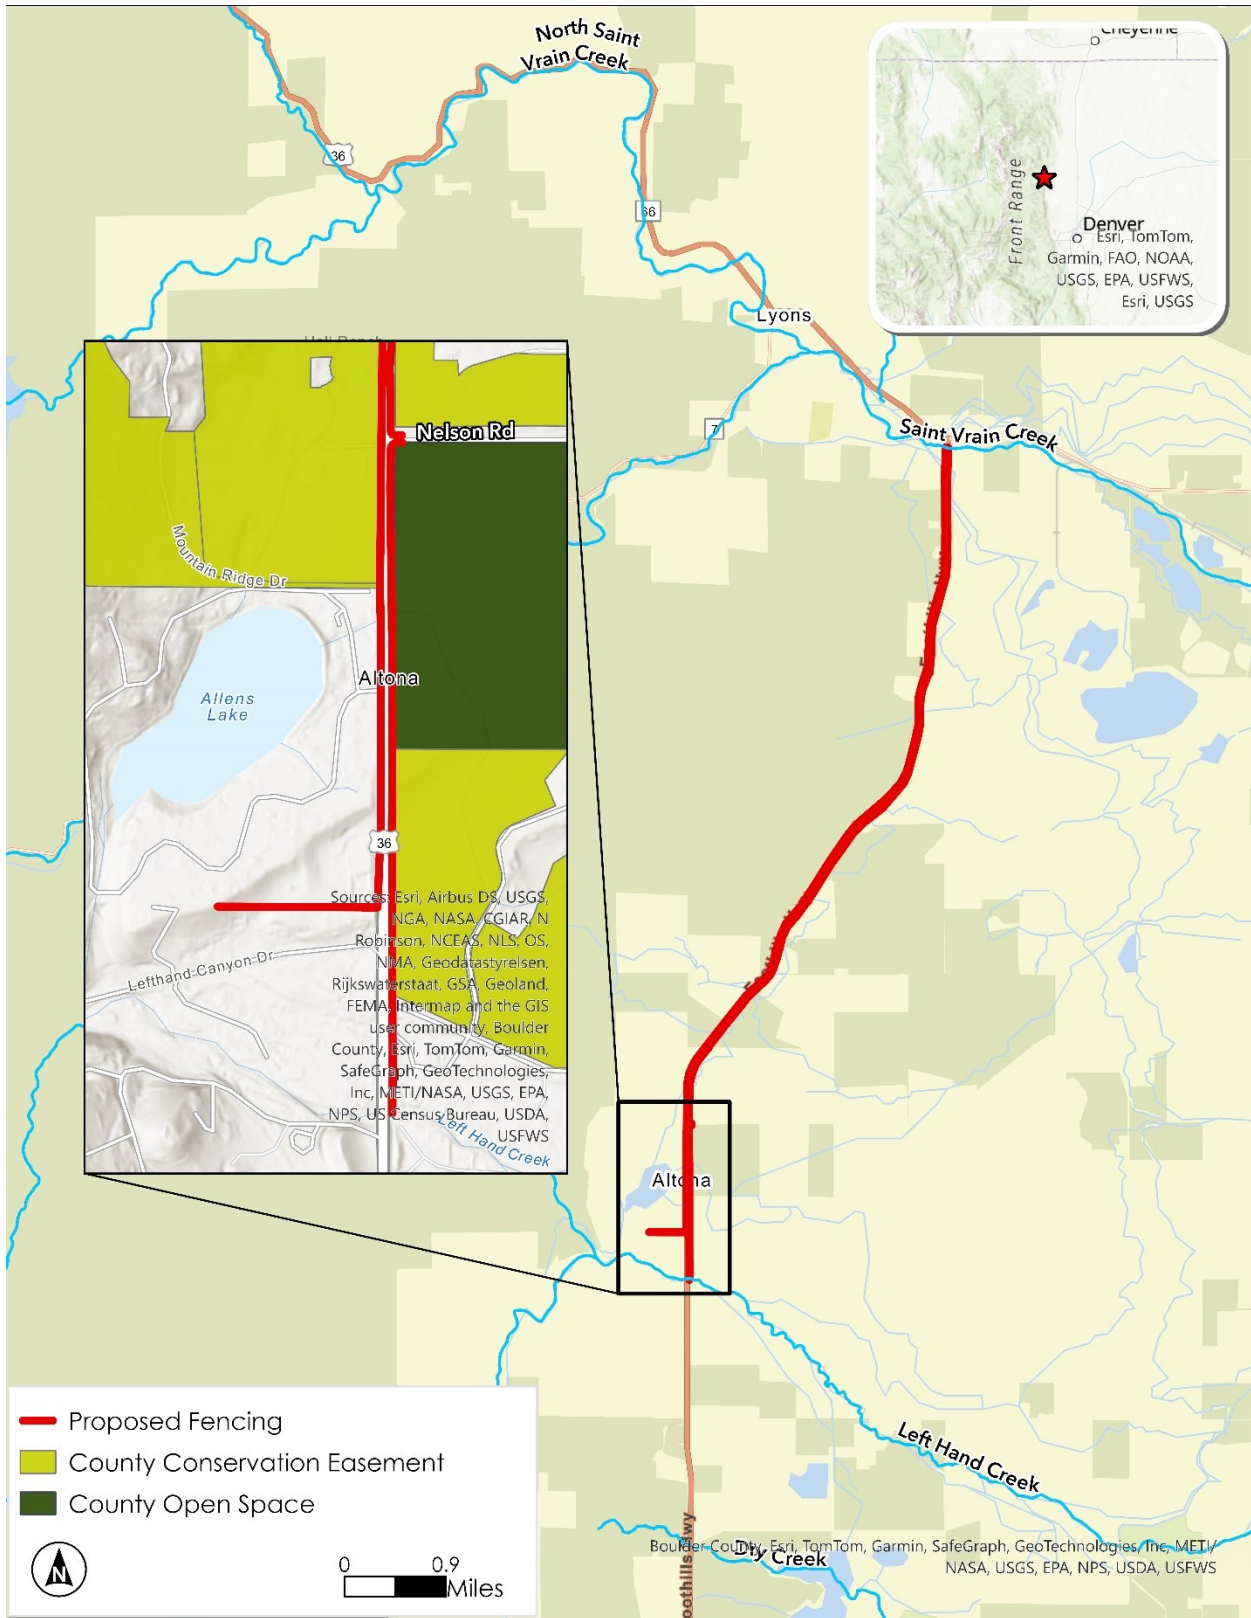 North Saint
Vrain Creek
36
66
Cheyenne
Front Range
Denver
Esri, TomTom,
Garmin, FAO, NOAA,
USGS, EPA, USFWS,
Esri, USGS
Lyons
7
Saint Vrain Creek
Nelson Rd
Mountain Ridge Dr
Allens
Lake
Altona
36
Lefthand Canyon Dr
Sources: Esri, Airbus DS, USGS,
NGA, NASA, CGIAR, N
Robinson, NCEAS, NLS, OS,
NMA, Geodatastyrelsen,
Rijkswaterstaat, GSA, Geoland,
FEMA, Intermap and the GIS
user community, Boulder
County, Esri, TomTom, Garmin,
SafeGraph, GeoTechnologies,
Inc, METI/NASA, USGS, EPA,
NPS, US Census Bureau, USDA,
USFWS
Left Hand Creek
Altona
Left Hand Creek
Dry Creek
oothills Hwy
Boulder County, Esri, TomTom, Garmin, SafeGraph, GeoTechnologies, Inc, METI/
NASA, USGS, EPA, NPS, USDA, USFWS
Proposed Fencing
County Conservation Easement
County Open Space
N
0 0.9
Miles